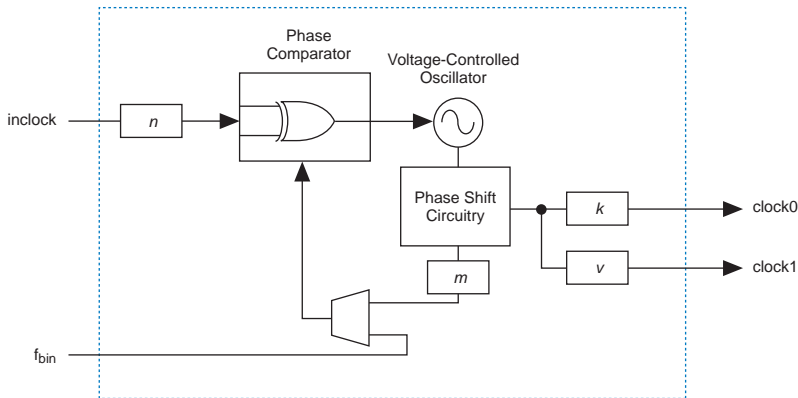 Phase
Comparator
Voltage-Controlled
Oscillator
inclock
n
Phase Shift
Circuitry
k
clock0
v
clock1
m
fbin